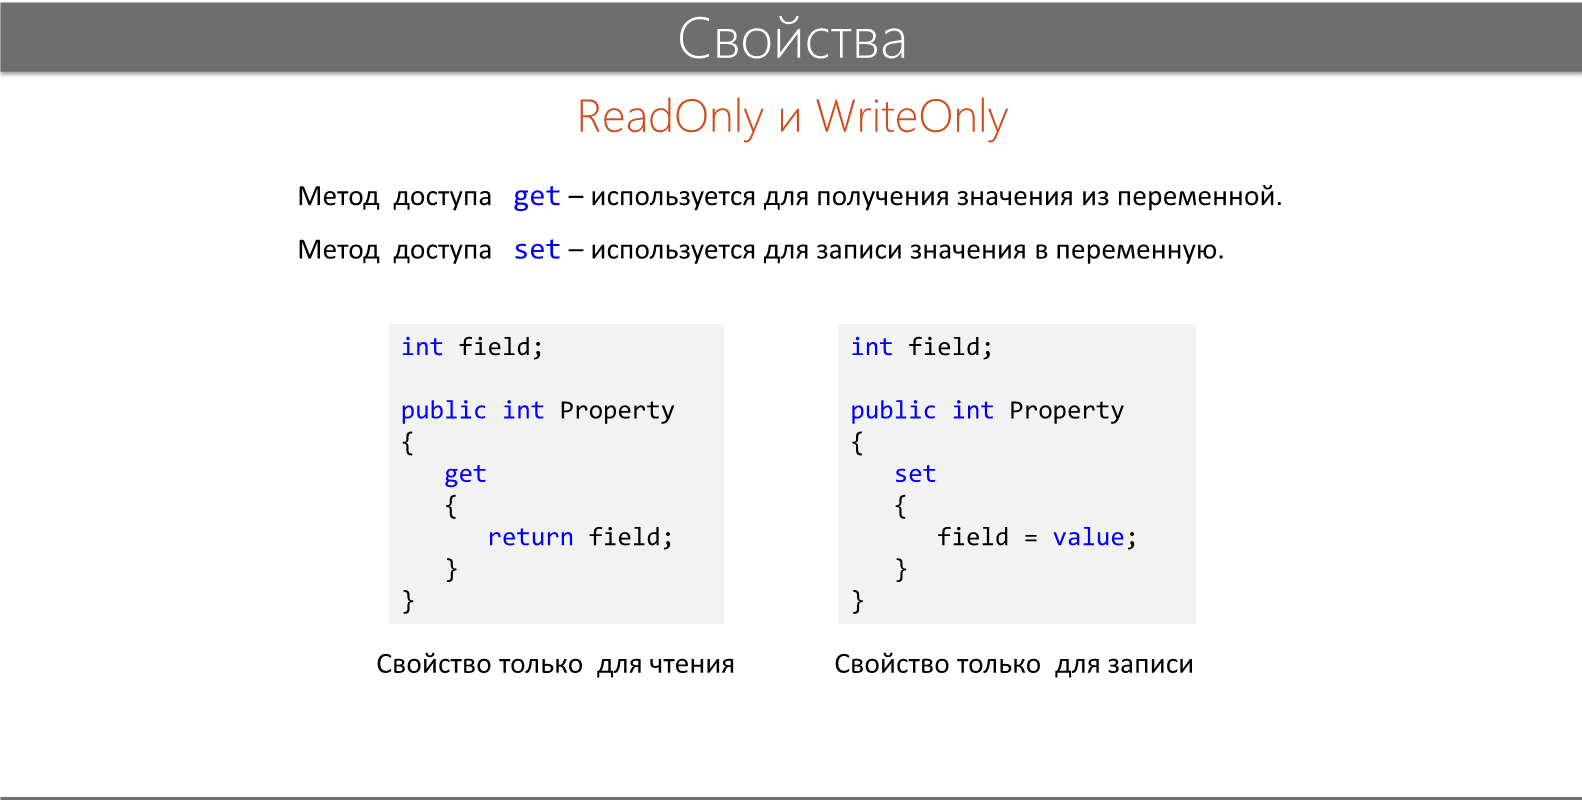 Свойства
ReadOnly и WriteOnly
Метод доступа get – используется для получения значения из переменной.
Метод доступа set – используется для записи значения в переменную.
int field;
public int Property
{
get
{
return field;
}
}
Свойство только для чтения
int field;
public int Property
{
set
{
field = value;
}
}
Свойство только для записи